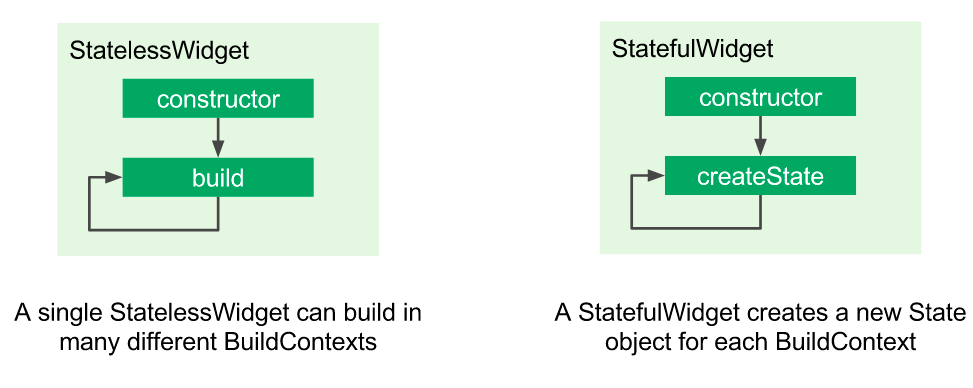 StatelessWidget
constructor
build
A single StatelessWidget can build in
many different BuildContexts
StatefulWidget
constructor
createState
A StatefulWidget creates a new State
object for each BuildContext